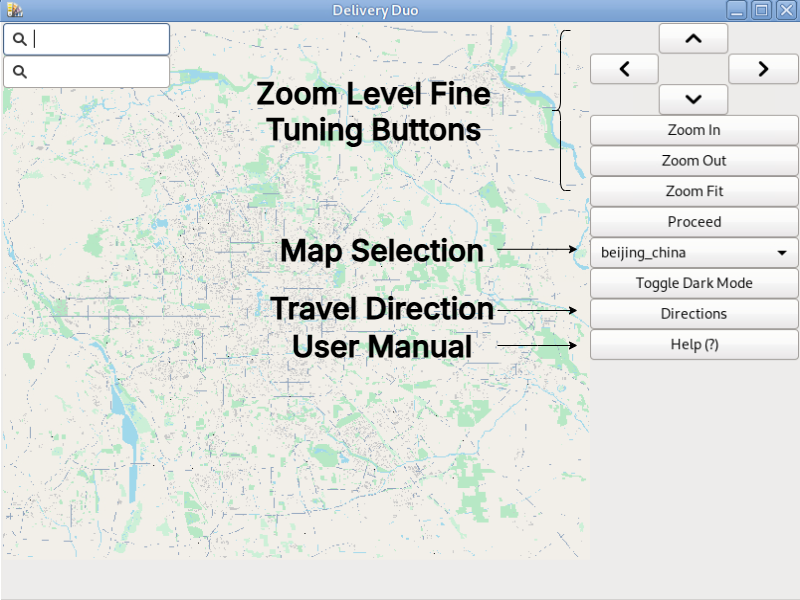 Delivery Duo
Zoom Level Fine
Tuning Buttons
Zoom In
Zoom Out
Zoom Fit
Proceed
Map Selection
beijing_china
Toggle Dark Mode
Travel Direction
Directions
User Manual
Help (?)